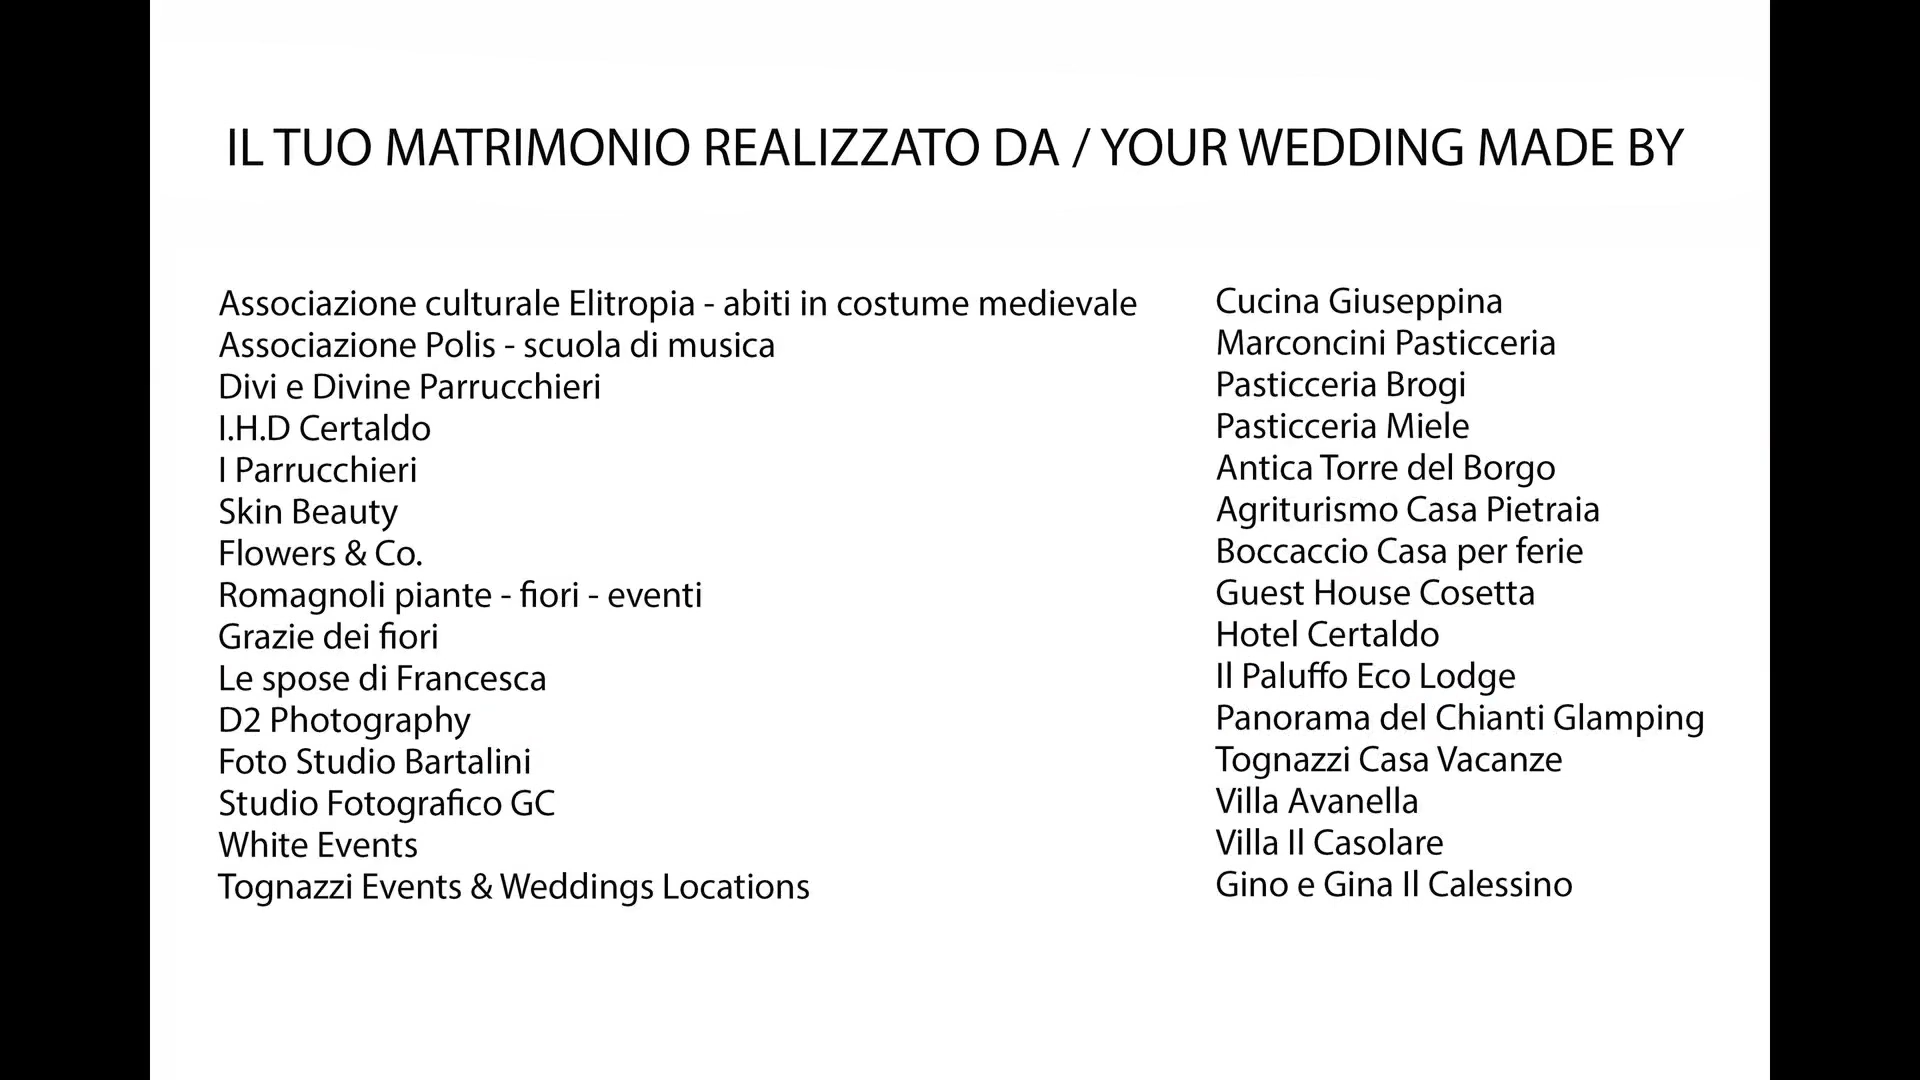 IL TUO MATRIMONIO REALIZZATO DA / YOUR WEDDING MADE BY
Associazione culturale Elitropia - abiti in costume medievale
Associazione Polis - scuola di musica
Divi e Divine Parrucchieri
I.H.D Certaldo
I Parrucchieri
Skin Beauty
Flowers & Co.
Romagnoli piante - fiori - eventi
Grazie dei fiori
Le spose di Francesca
D2 Photography
Foto Studio Bartalini
Studio Fotografico GC
White Events
Tognazzi Events & Weddings Locations
Cucina Giuseppina
Marconcini Pasticceria
Pasticceria Brogi
Pasticceria Miele
Antica Torre del Borgo
Agriturismo Casa Pietraia
Boccaccio Casa per ferie
Guest House Cosetta
Hotel Certaldo
Il Paluffo Eco Lodge
Panorama del Chianti Glamping
Tognazzi Casa Vacanze
Villa Avanella
Villa Il Casolare
Gino e Gina Il Calessino